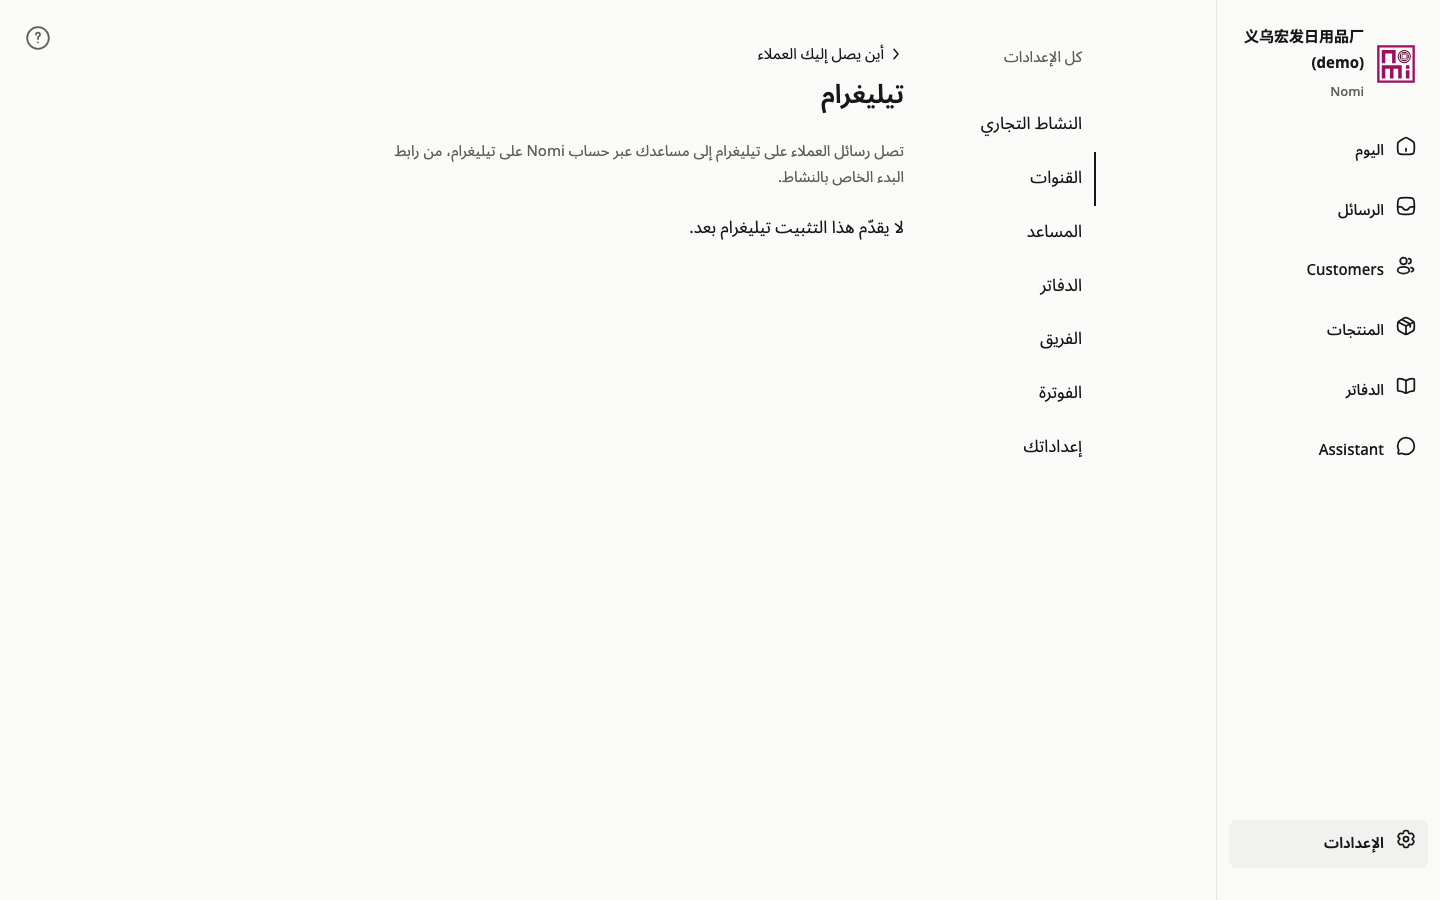 义乌宏发日用品厂
(demo)
Nomi
اليوم
الرسائل
Customers
المنتجات
الدفاتر
Assistant
الإعدادات
كل الإعدادات
النشاط التجاري
القنوات
المساعد
الدفاتر
الفريق
الفوترة
إعداداتك
أين يصل إليك العملاء
تيليغرام
تصل رسائل العملاء على تيليغرام إلى مساعدك عبر حساب Nomi على تيليغرام، من رابط
البدء الخاص بالنشاط.
لا يقدّم هذا التثبيت تيليغرام بعد.